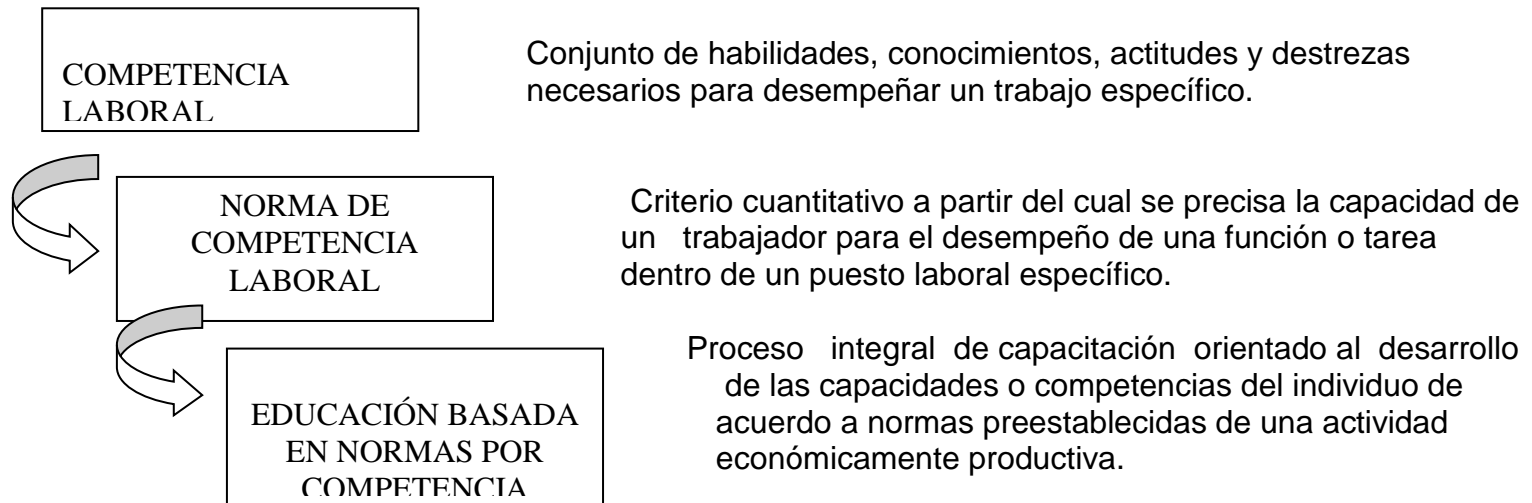 COMPETENCIA
LABORAL
Conjunto de habilidades, conocimientos, actitudes y destrezas
necesarios para desempeñar un trabajo específico.
NORMA DE
COMPETENCIA
LABORAL
Criterio cuantitativo a partir del cual se precisa la capacidad de
un trabajador para el desempeño de una función o tarea
dentro de un puesto laboral específico.
EDUCACIÓN BASADA
EN NORMAS POR
COMPETENCIA
Proceso integral de capacitación orientado al desarrollo
de las capacidades o competencias del individuo de
acuerdo a normas preestablecidas de una actividad
económicamente productiva.